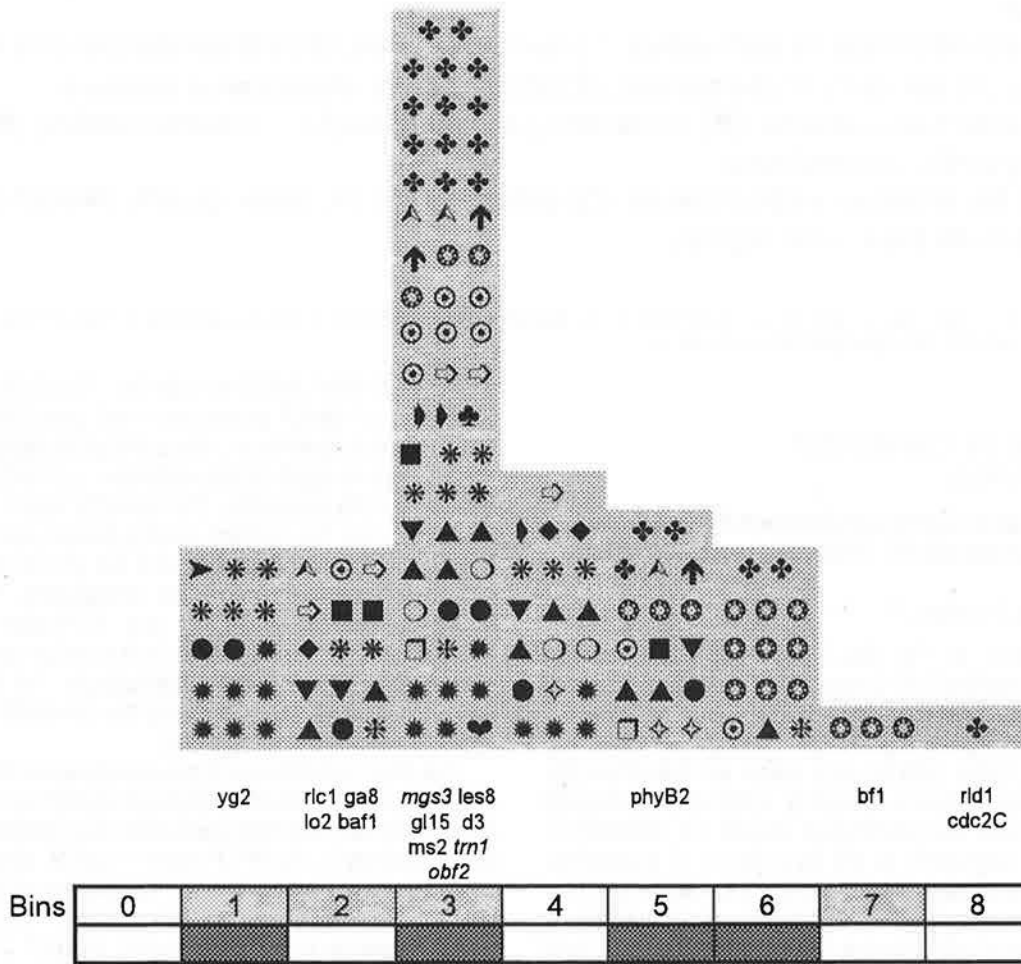 yg2 rlc1 ga8 mgs3 les8 phyB2 bf1 rld1
lo2 baf1 gl15 d3 cdc2C
ms2 trn1
obf2
Bins 0 1 2 3 4 5 6 7 8